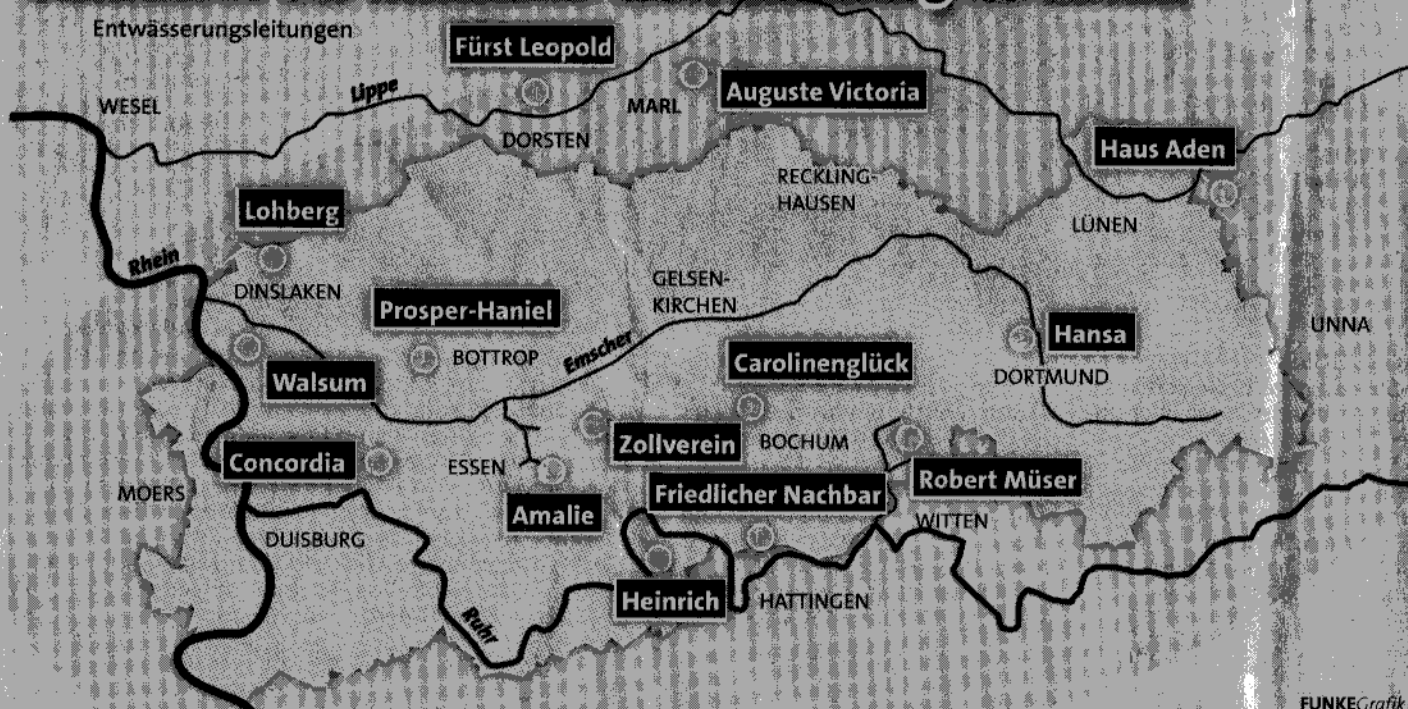 Entwässerungsleitungen
Fürst Leopold
Lippe
WESEL
MARL
Auguste Victoria
DORSTEN
Haus Aden
RECKLING-
HAUSEN
Lohberg
LÜNEN
Rhein
DINSLAKEN
GELSEN-
KIRCHEN
Prosper-Haniel
UNNA
Hansa
BOTTROP
Emscher
Carolinenglück
Walsum
DORTMUND
Zollverein
BOCHUM
Concordia
ESSEN
Robert Müser
MOERS
Friedlicher Nachbar
Amalie
WITTEN
DUISBURG
Heinrich
HATTINGEN
Ruhr
FUNKEGrafik